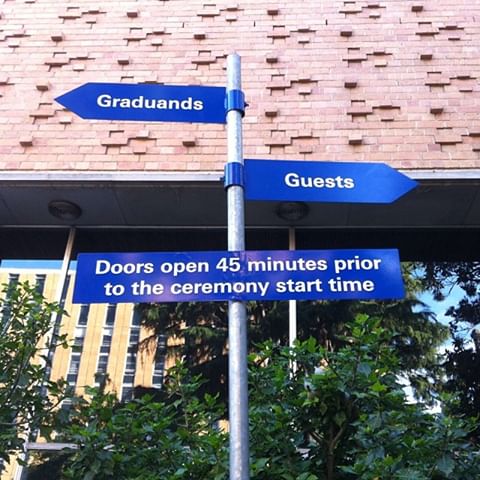 Graduands
Guests
Doors open 45 minutes prior
to the ceremony start time